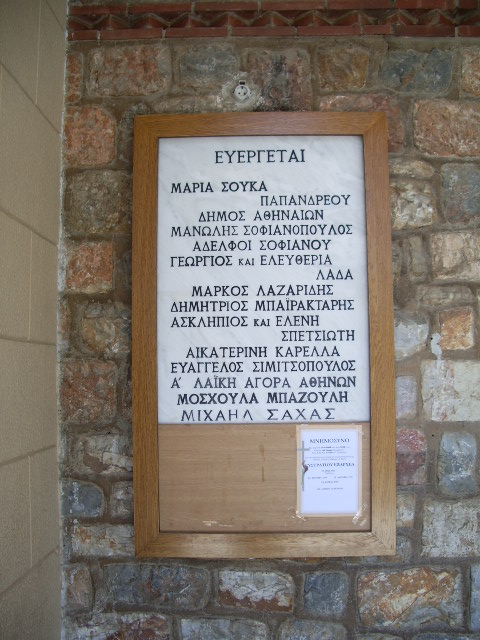 ΕΥΕΡΓΕΤΑΙ
ΜΑΡΙΑ ΣΟΥΚΑ
ΠΑΠΑΝΔΡΕΟΥ
ΔΗΜΟΣ ΑΘΗΝΑΙΩΝ
ΜΑΝΩΛΗΣ ΣΟΦΙΑΝΟΠΟΥΛΟΣ
ΑΔΕΛΦΟΙ ΣΟΦΙΑΝΟΥ
ΓΕΩΡΓΙΟΣ ΚΑΙ ΕΛΕΥΘΕΡΙΑ
ΛΑΔΑ
ΜΑΡΚΟΣ ΛΑΖΑΡΙΔΗΣ
ΔΗΜΗΤΡΙΟΣ ΜΠΑΪΡΑΚΤΑΡΗΣ
ΑΣΚΛΗΠΙΟΣ ΚΑΙ ΕΛΕΝΗ
ΣΠΕΤΣΙΩΤΗ
ΑΙΚΑΤΕΡΙΝΗ ΚΑΡΕΛΛΑ
ΕΥΑΓΓΕΛΟΣ ΣΙΜΙΤΣΟΠΟΥΛΟΣ
Α΄ ΛΑΪΚΗ ΑΓΟΡΑ ΑΘΗΝΩΝ
ΜΟΣΧΟΥΛΑ ΜΠΑΖΟΥΛΗ
ΜΙΧΑΗΛ ΣΑΧΑΣ
ΜΝΗΜΟΣΥΝΟ